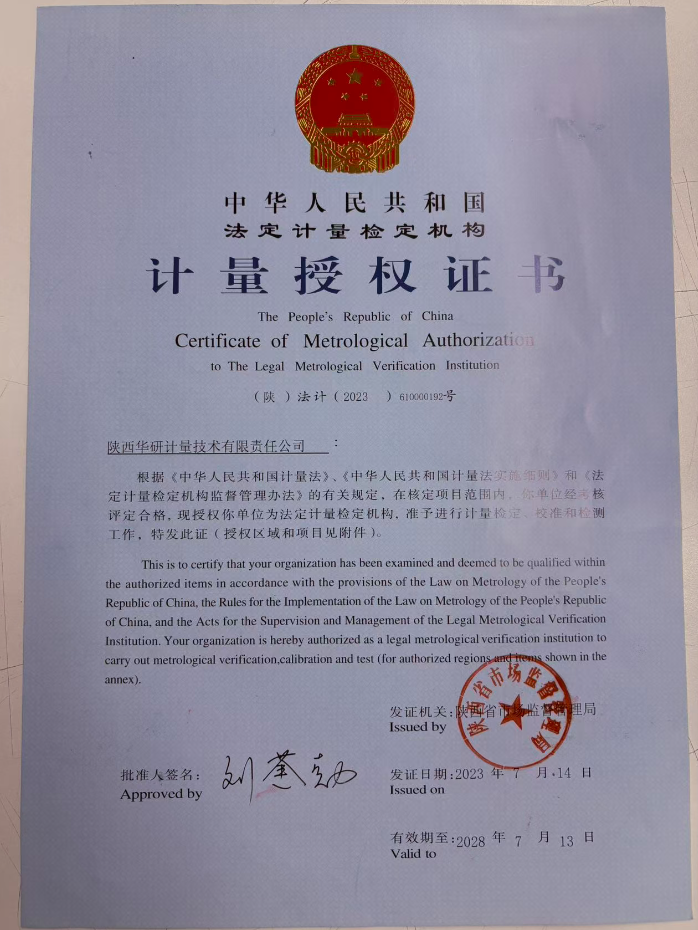 中华人民共和国
法定计量检定机构
计量授权证书
The People's Republic of China
Certificate of Metrological Authorization
to The Legal Metrological Verification Institution
（陕 ）法计（ 2023 ）610000192号
陕西华研计量技术有限责任公司 ：
根据《中华人民共和国计量法》、《中华人民共和国计量法实施细则》和《法
定计量检定机构监督管理办法》的有关规定，在核定项目范围内，你单位经考核
评定合格，现授权你单位为法定计量检定机构，准予进行计量检定、校准和检测
工作，特发此证（授权区域和项目见附件）。
This is to certify that your organization has been examined and deemed to be qualified within
the authorized items in accordance with the provisions of the Law on Metrology of the People's
Republic of China, the Rules for the Implementation of the Law on Metrology of the People's Republic
of China, and the Acts for the Supervision and Management of the Legal Metrological Verification
Institution. Your organization is hereby authorized as a legal metrological verification institution to
carry out metrological verification,calibration and test (for authorized regions and items shown in the
annex).
发证机关：陕西省市场监督管理局
Issued by
陕西省市场监督管理局
批准人签名：
Approved by
发证日期：2023 年 7 月 14 日
Issued on
有效期至：2028 年 7 月 13 日
Valid to